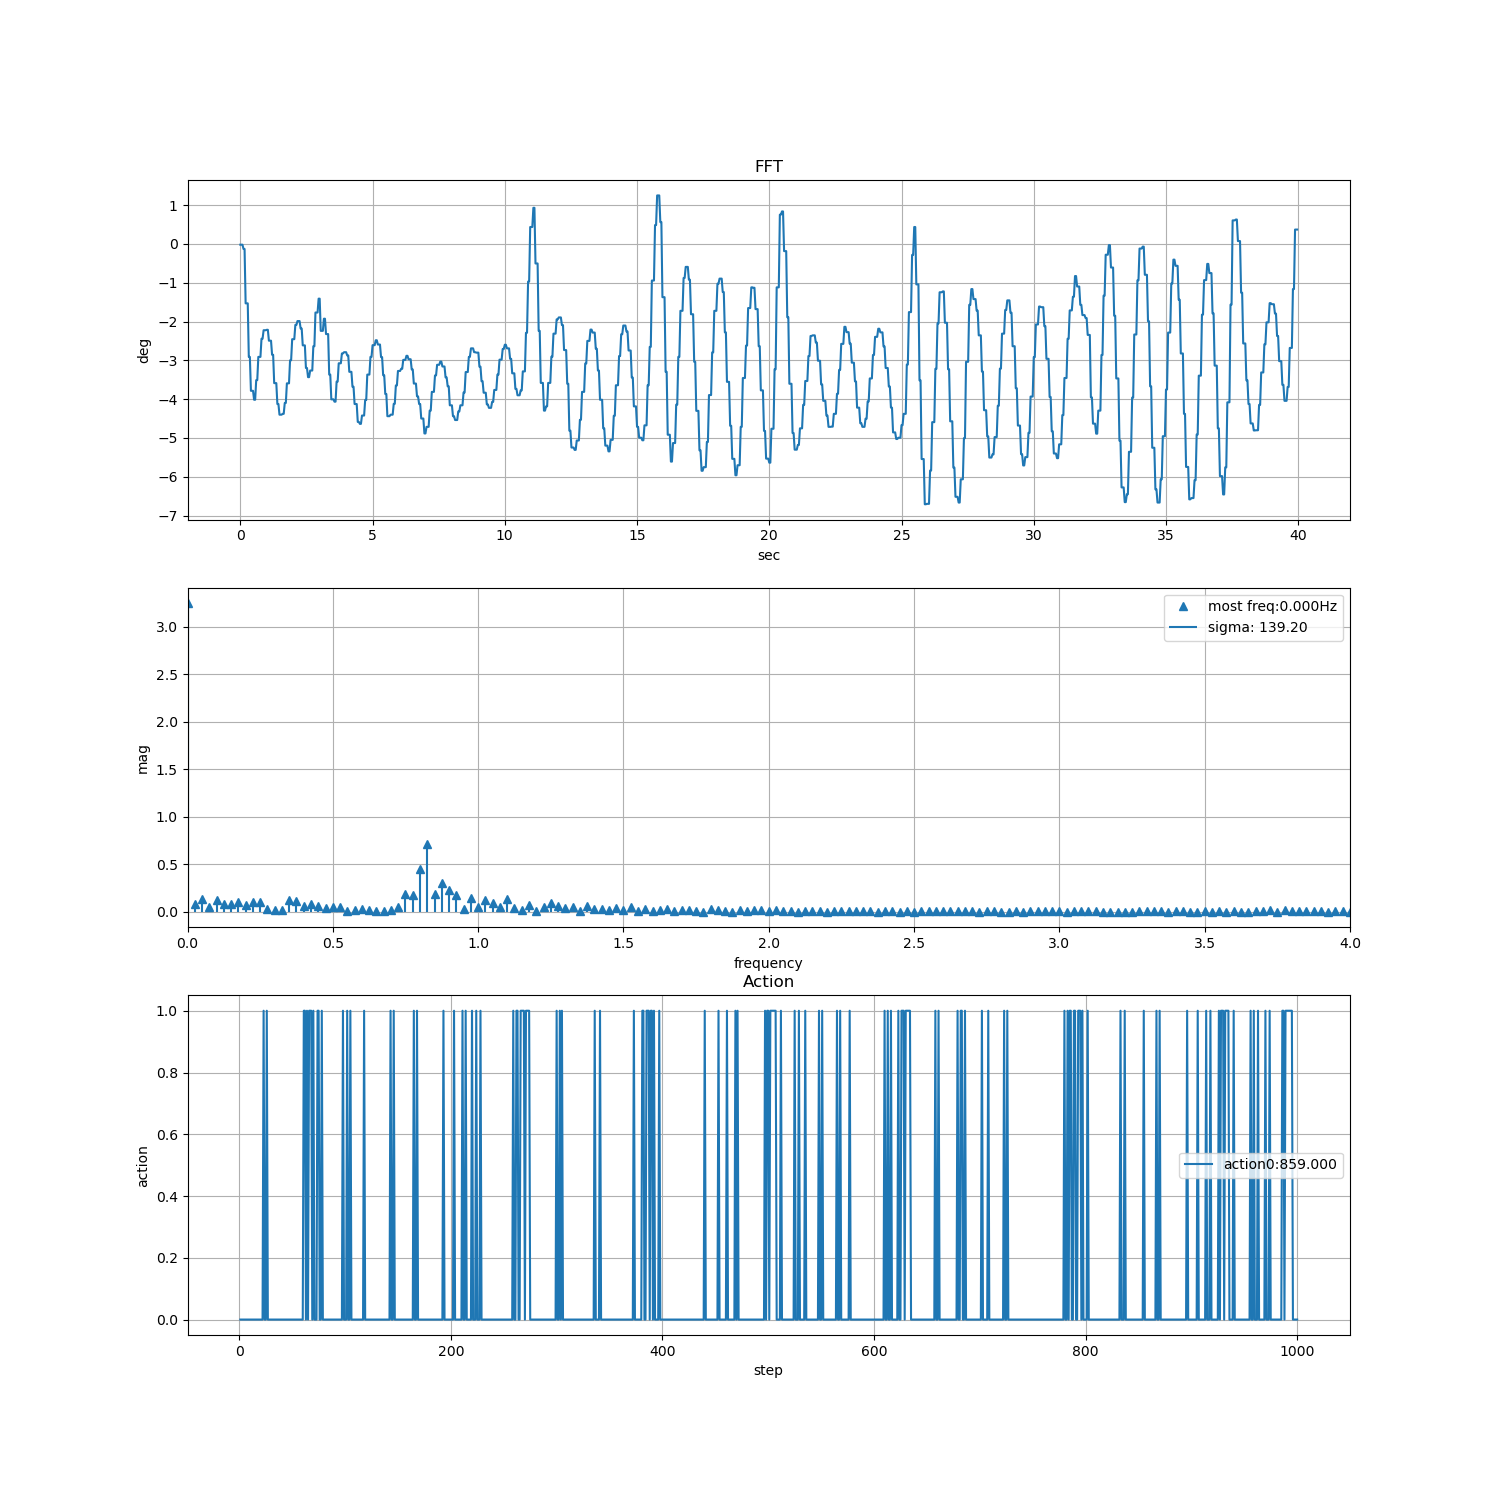 FFT
1
0
−1
−2
−3
−4
−5
−6
−7
deg
0 5 10 15 20 25 30 35 40
sec
most freq:0.000Hz
sigma: 139.20
3.0
2.5
2.0
1.5
1.0
0.5
0.0
mag
0.0 0.5 1.0 1.5 2.0 2.5 3.0 3.5 4.0
frequency
Action
1.0
0.8
0.6
0.4
0.2
0.0
action
action0:859.000
0 200 400 600 800 1000
step